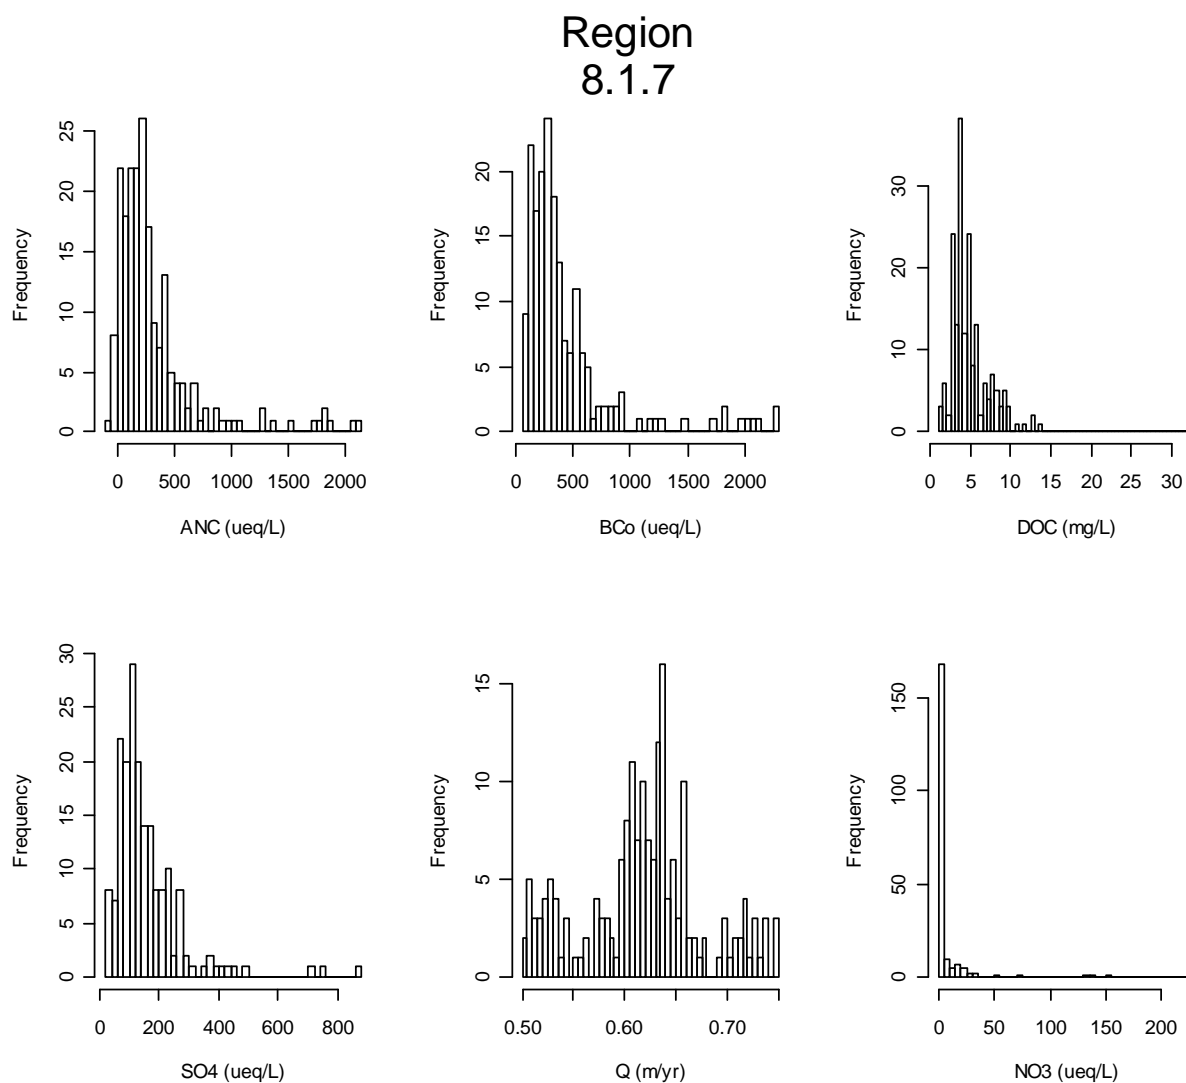 Region
8.1.7
Frequency
0 5 10 15 20 25
0 500 1000 1500 2000
ANC (ueq/L)
Frequency
0 5 10 15 20
0 500 1000 1500 2000
BCo (ueq/L)
Frequency
0 10 20 30
0 5 10 15 20 25 30
DOC (mg/L)
Frequency
0 5 10 15 20 25 30
0 200 400 600 800
SO4 (ueq/L)
Frequency
0 5 10 15
0.50 0.60 0.70
Q (m/yr)
Frequency
0 50 100 150
0 50 100 150 200
NO3 (ueq/L)